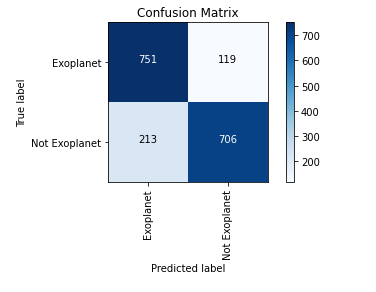 Confusion Matrix
True label
Exoplanet
751
119
Not Exoplanet
213
706
Exoplanet
Not Exoplanet
Predicted label
700
600
500
400
300
200